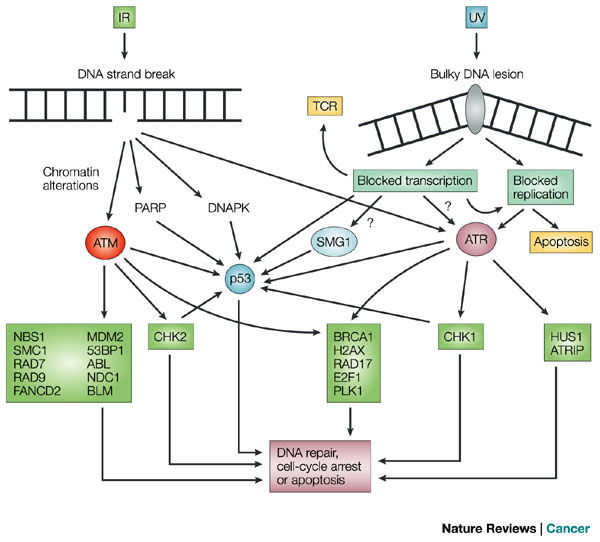 IR
UV
DNA strand break
Bulky DNA lesion
TCR
Chromatin
alterations
Blocked transcription
Blocked
replication
PARP
DNAPK
?
?
ATM
p53
SMG1
ATR
Apoptosis
NBS1 MDM2
SMC1 53BP1
RAD7 ABL
RAD9 NDC1
FANCD2 BLM
CHK2
BRCA1
H2AX
RAD17
E2F1
PLK1
CHK1
HUS1
ATRIP
DNA repair,
cell-cycle arrest
or apoptosis
Nature Reviews | Cancer